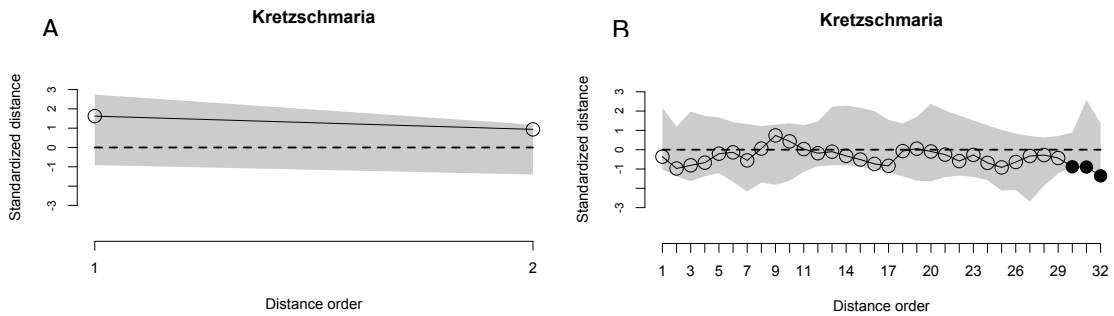 A
Kretzschmaria
Standardized distance
3
2
1
0
-1
-3
1
2
Distance order
B
Kretzschmaria
Standardized distance
3
2
1
0
-1
-3
1 3 5 7 9 11 14 17 20 23 26 29 32
Distance order